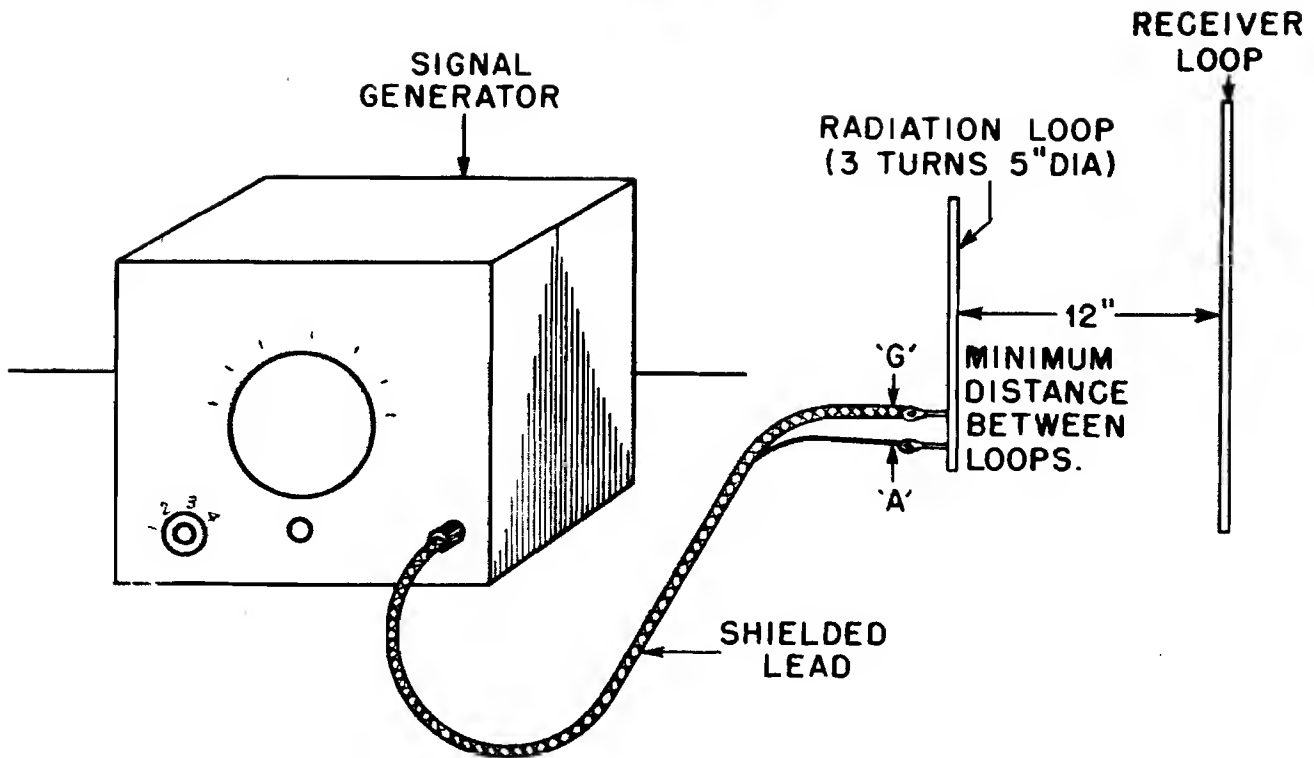 RECEIVER
LOOP
SIGNAL
GENERATOR
RADIATION LOOP
(3 TURNS 5"DIA)
12"
'G'
MINIMUM
DISTANCE
BETWEEN
LOOPS.
'A'
2 3 4
SHIELDED
LEAD